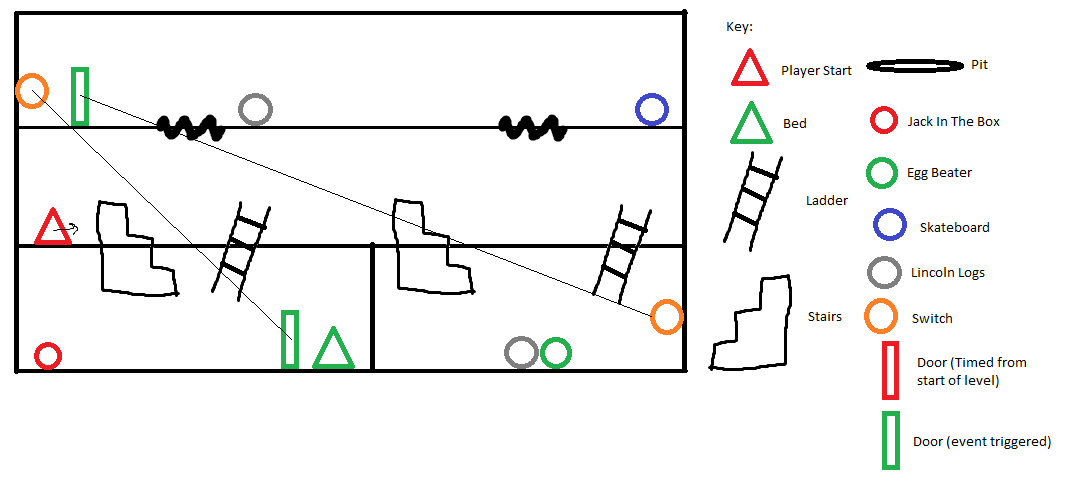 Key:
Player Start
Pit
Bed
Jack In The Box
Egg Beater
Ladder
Skateboard
Lincoln Logs
Stairs
Switch
Door (Timed from
start of level)
Door (event triggered)